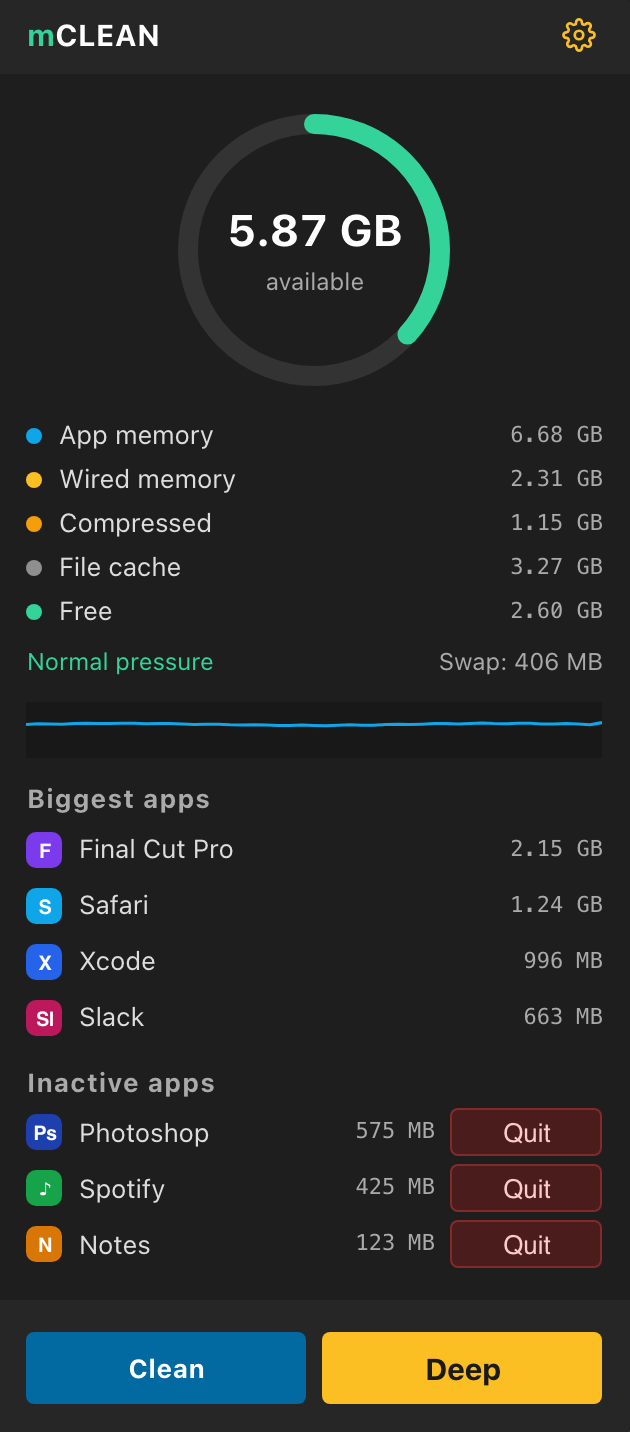 mCLEAN
5.87 GB
available
App memory 6.68 GB
Wired memory 2.31 GB
Compressed 1.15 GB
File cache 3.27 GB
Free 2.60 GB
Normal pressure Swap: 406 MB
Biggest apps
F Final Cut Pro 2.15 GB
S Safari 1.24 GB
X Xcode 996 MB
Sl Slack 663 MB
Inactive apps
Ps Photoshop 575 MB Quit
♪ Spotify 425 MB Quit
N Notes 123 MB Quit
Clean Deep